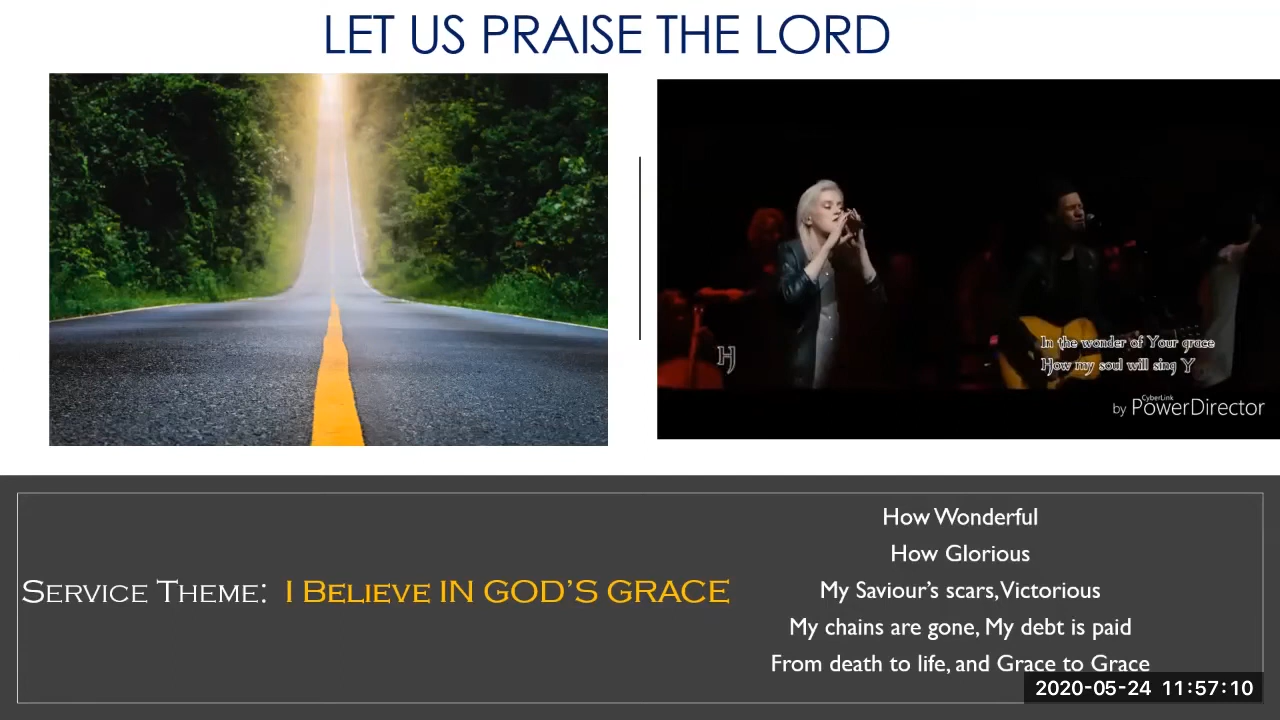 LET US PRAISE THE LORD
H
In the wonder of Your grace
How my soul will sing Y
CyberLink
by PowerDirector
Service Theme: I Believe IN GOD'S GRACE
How Wonderful
How Glorious
My Saviour's scars,Victorious
My chains are gone, My debt is paid
From death to life, and Grace to Grace
2020-05-24 11:57:10